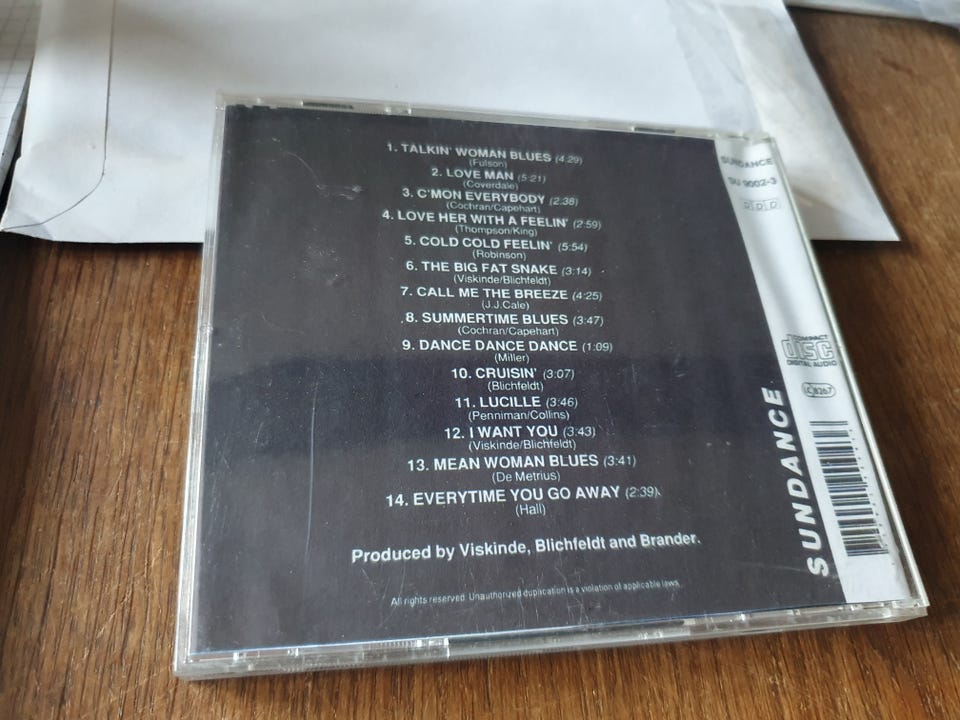 1. TALKIN' WOMAN BLUES (4:29)
(Fulson)
2. LOVE MAN (5:21)
(Coverdale)
3. C'MON EVERYBODY (2:38)
(Cochran/Capehart)
4. LOVE HER WITH A FEELIN' (2:59)
(Thompson/King)
5. COLD COLD FEELIN' (5:54)
(Robinson)
6. THE BIG FAT SNAKE (3:14)
(Viskinde/Blichfeldt)
7. CALL ME THE BREEZE (4:25)
(J.J.Cale)
8. SUMMERTIME BLUES (3:47)
(Cochran/Capehart)
9. DANCE DANCE DANCE (1:09)
(Miller)
10. CRUISIN' (3:07)
(Blichfeldt)
11. LUCILLE (3:46)
(Penniman/Collins)
12. I WANT YOU (3:43)
(Viskinde/Blichfeldt)
13. MEAN WOMAN BLUES (3:41)
(De Metrius)
14. EVERYTIME YOU GO AWAY (2:39)
(Hall)
Produced by Viskinde, Blichfeldt and Brander.
All rights reserved. Unauthorized duplication is a violation of applicable laws.
SUNDANCE
SU 9002-3
DDD
COMPACT
disc
DIGITAL AUDIO
LC 8267
SUNDANCE